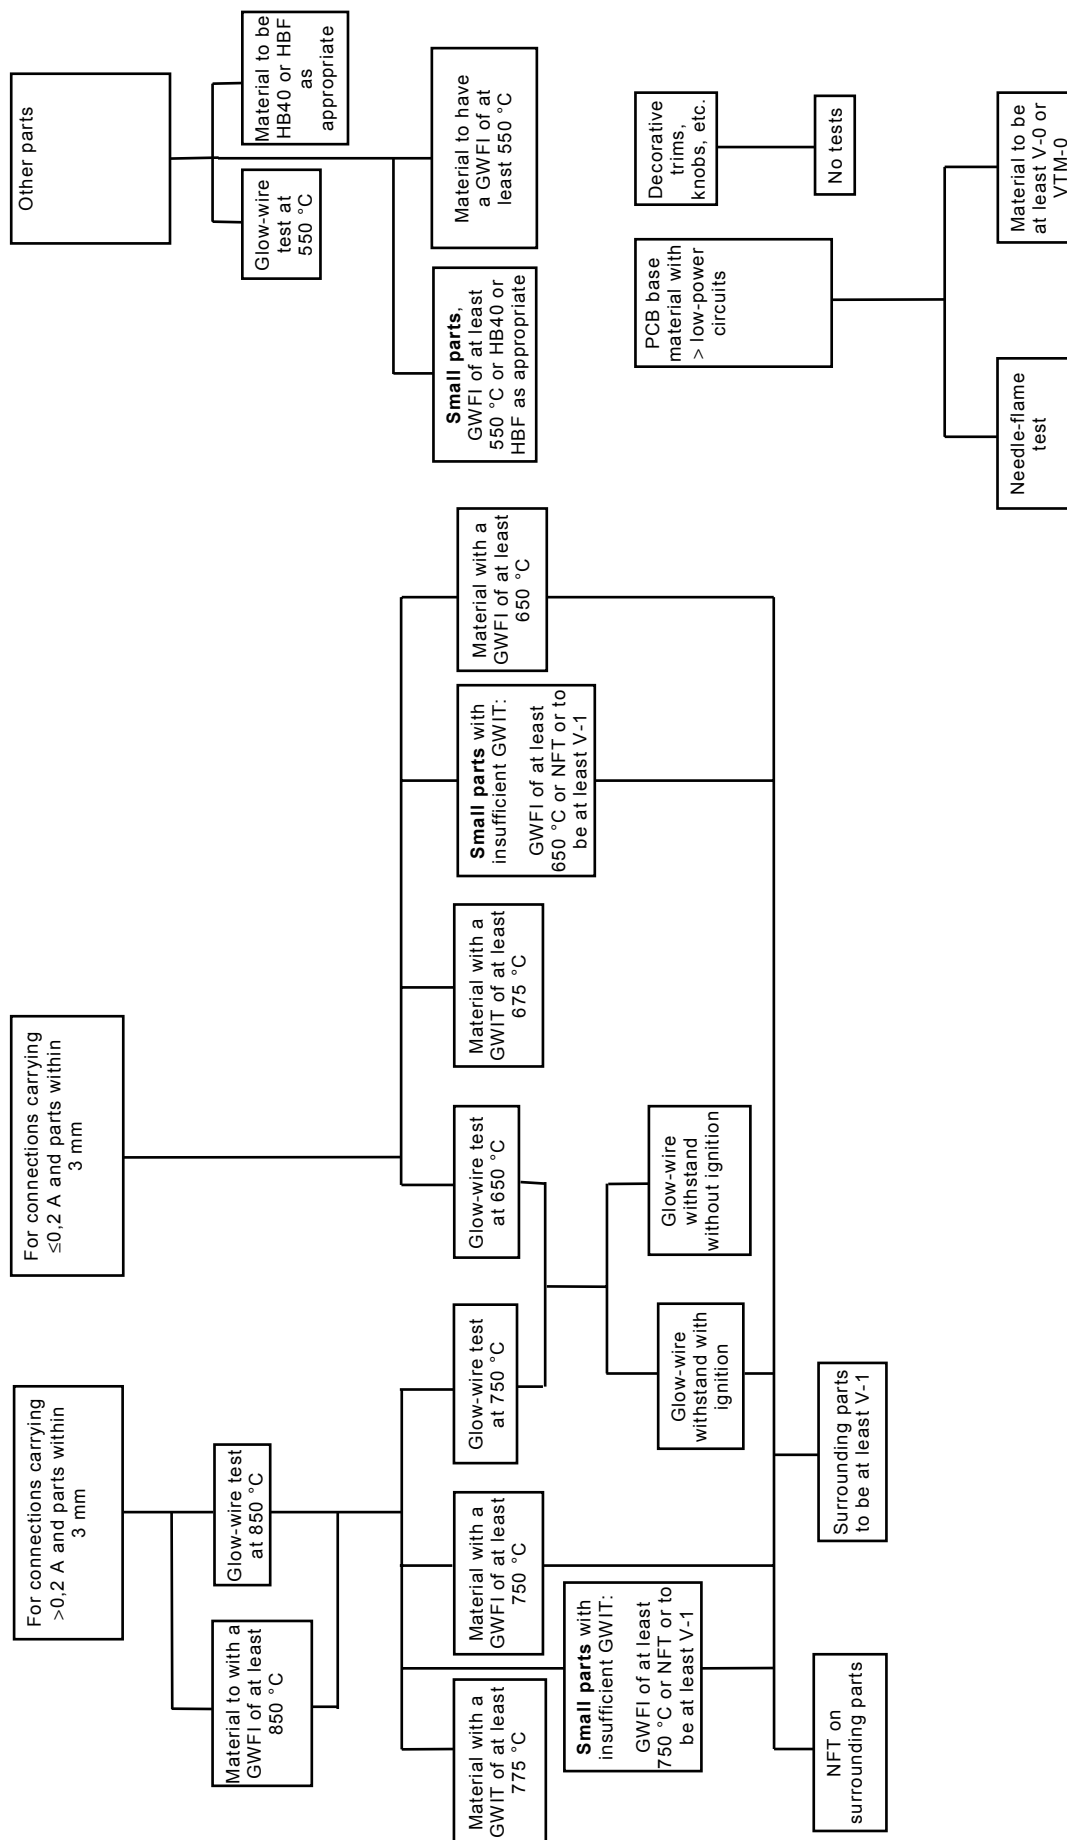 For connections carrying
>0,2 A and parts within
3 mm
For connections carrying
≤0,2 A and parts within
3 mm
Other parts
Material to with a
GWFI of at least
850 °C
Glow-wire test
at 850 °C
Glow-wire
test at
550 °C
Material to be
HB40 or HBF
as
appropriate
Material with a
GWIT of at least
775 °C
Small parts with
insufficient GWIT:
GWFI of at least
750 °C or NFT or to
be at least V-1
Material with a
GWFI of at least
750 °C
Glow-wire test
at 750 °C
Glow-wire test
at 650 °C
Material with a
GWIT of at least
675 °C
Small parts with
insufficient GWIT:
GWFI of at least
650 °C or NFT or to
be at least V-1
Material with a
GWFI of at least
650 °C
Small parts,
GWFI of at least
550 °C or HB40 or
HBF as appropriate
Material to have
a GWFI of at
least 550 °C
Glow-wire
withstand with
ignition
Glow-wire
withstand
without ignition
PCB base
material with
> low-power
circuits
Decorative
trims,
knobs, etc.
No tests
NFT on
surrounding parts
Surrounding parts
to be at least V-1
Needle-flame
test
Material to be
at least V-0 or
VTM-0